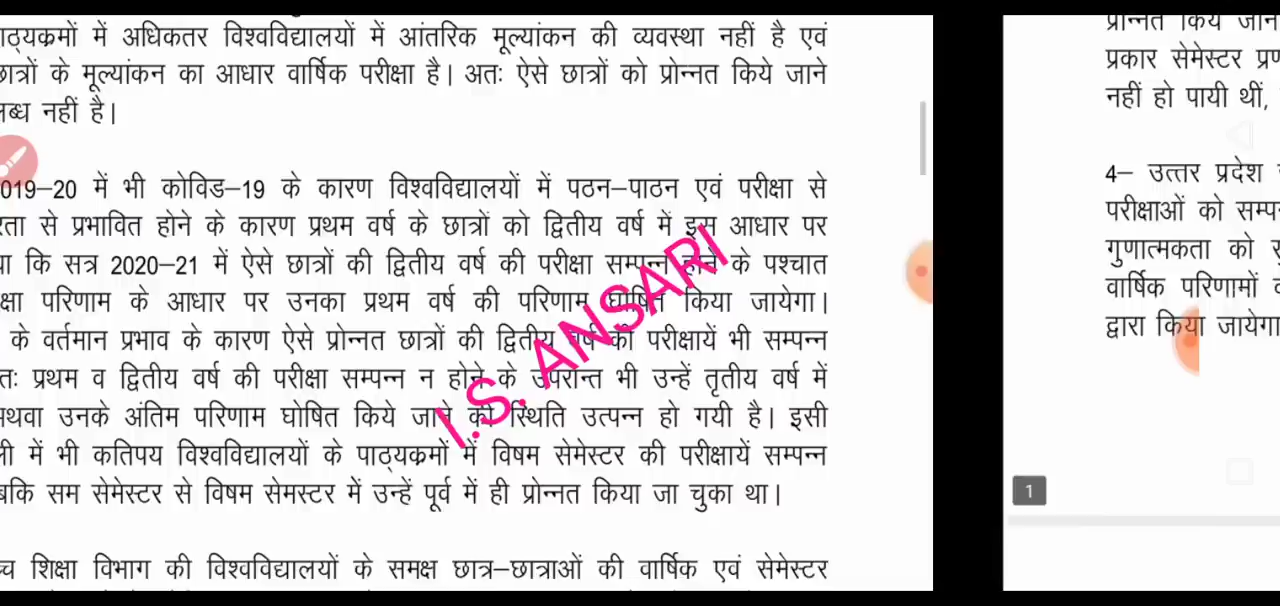 पाठ्यक्रमों में अधिकतर विश्वविद्यालयों में आंतरिक मूल्यांकन की व्यवस्था नहीं है एवं
छात्रों के मूल्यांकन का आधार वार्षिक परीक्षा है। अतः ऐसे छात्रों को प्रोन्नत किये जाने
नहीं है।
2019–20 में भी कोविड–19 के कारण विश्वविद्यालयों में पठन–पाठन एवं परीक्षा से
से प्रभावित होने के कारण प्रथम वर्ष के छात्रों को द्वितीय वर्ष में इस आधार पर
कि सत्र 2020–21 में ऐसे छात्रों की द्वितीय वर्ष की परीक्षा सम्पन्न होने के पश्चात
परिणाम के आधार पर उनका प्रथम वर्ष की परिणाम घोषित किया जायेगा।
के वर्तमान प्रभाव के कारण ऐसे प्रोन्नत छात्रों की द्वितीय वर्ष की परीक्षायें भी सम्पन्न
प्रथम व द्वितीय वर्ष की परीक्षा सम्पन्न न होने के उपरान्त भी उन्हें तृतीय वर्ष में
अथवा उनके अंतिम परिणाम घोषित किये जाने की स्थिति उत्पन्न हो गयी है। इसी
में भी कतिपय विश्वविद्यालयों के पाठ्यक्रमों में विषम सेमेस्टर की परीक्षायें सम्पन्न
सम सेमेस्टर से विषम सेमस्टर में उन्हें पूर्व में ही प्रोन्नत किया जा चुका था।
शिक्षा विभाग की विश्वविद्यालयों के समक्ष छात्र–छात्राओं की वार्षिक एवं सेमेस्टर
I.S. ANSARI
प्रोन्नत किये जाने
प्रकार सेमेस्टर
नहीं हो पायी थीं,
4– उत्तर प्रदेश
परीक्षाओं को
गुणात्मकता को
वार्षिक परिणामों
द्वारा किया जायेगा
1